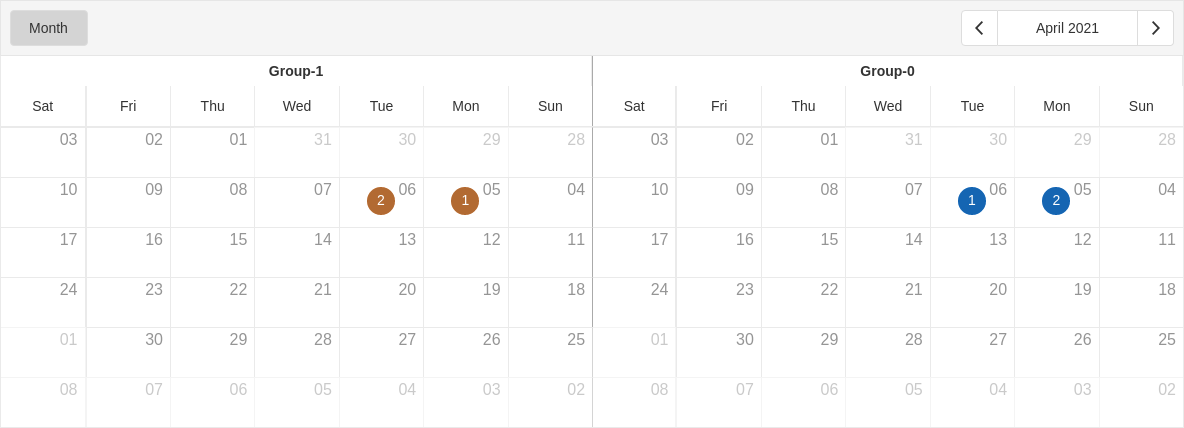 Month April 2021
Group-1 Group-0
Sat Fri Thu Wed Tue Mon Sun Sat Fri Thu Wed Tue Mon Sun
03 02 01 31 30 29 28 03 02 01 31 30 29 28
10 09 08 07 2 06 1 05 04 10 09 08 07 1 06 2 05 04
17 16 15 14 13 12 11 17 16 15 14 13 12 11
24 23 22 21 20 19 18 24 23 22 21 20 19 18
01 30 29 28 27 26 25 01 30 29 28 27 26 25
08 07 06 05 04 03 02 08 07 06 05 04 03 02